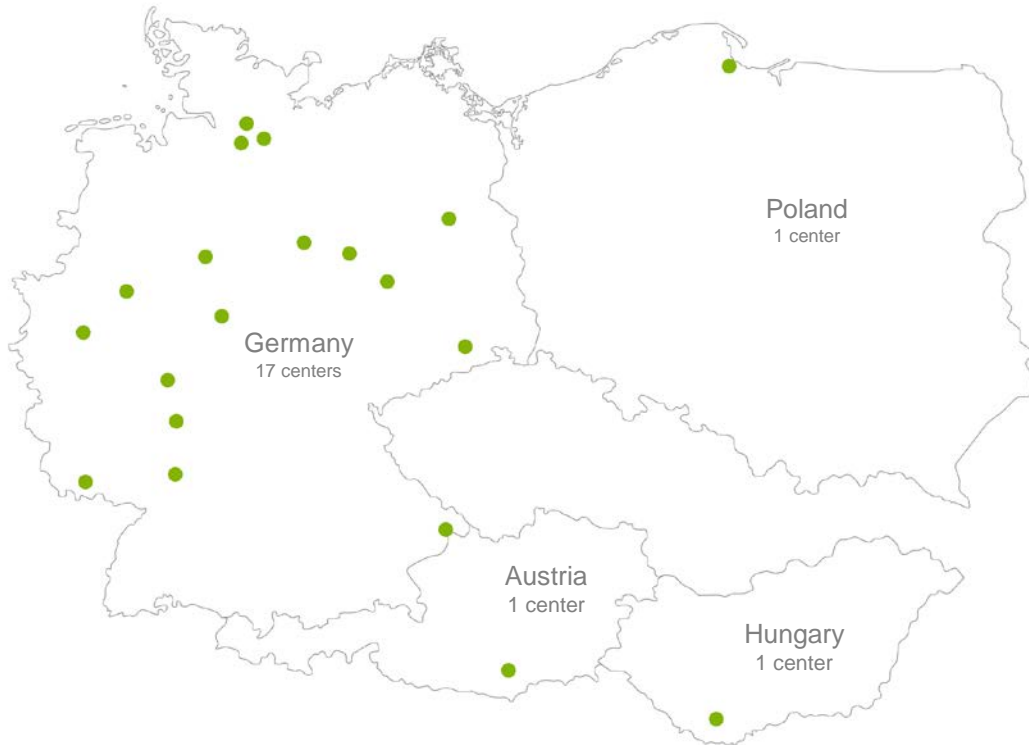 Poland
1 center
Germany
17 centers
Austria
1 center
Hungary
1 center